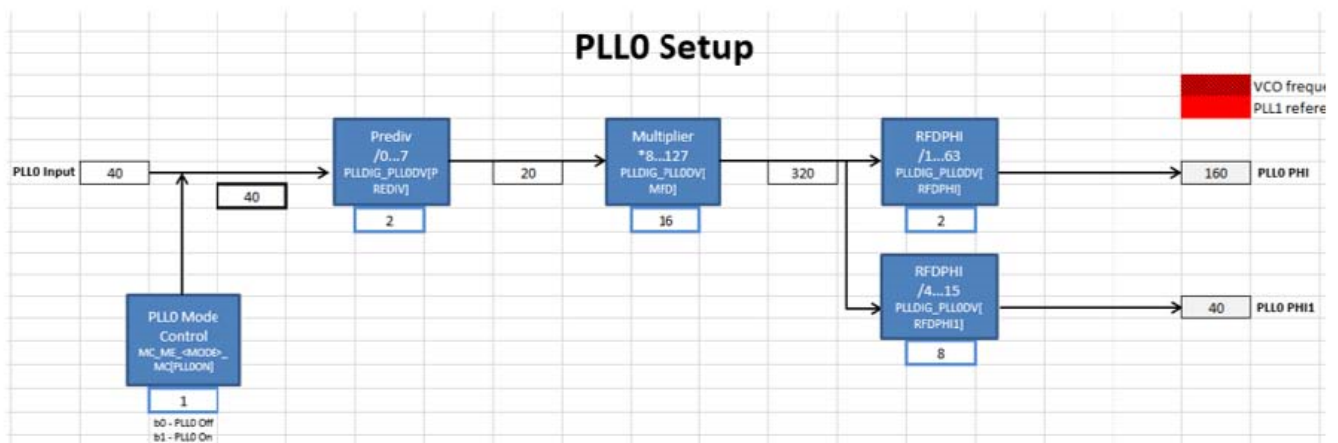 PLL0 Setup
VCO freque
PLL1 refere
Prediv
/0...7
PLLDIG_PLL0DV[P
REDIV]
2
Multiplier
*8...127
PLLDIG_PLL0DV[
MFD]
16
RFDPHI
/1...63
PLLDIG_PLL0DV[
RFDPHI]
2
PLL0 Input
40
40
20
320
160
PLL0 PHI
RFDPHI
/4...15
PLLDIG_PLL0DV[
RFDPHI1]
8
40
PLL0 PHI1
PLL0 Mode
Control
MC_ME_<MODE>_
MC[PLL0ON]
1
b0 - PLL0 Off
b1 - PLL0 On